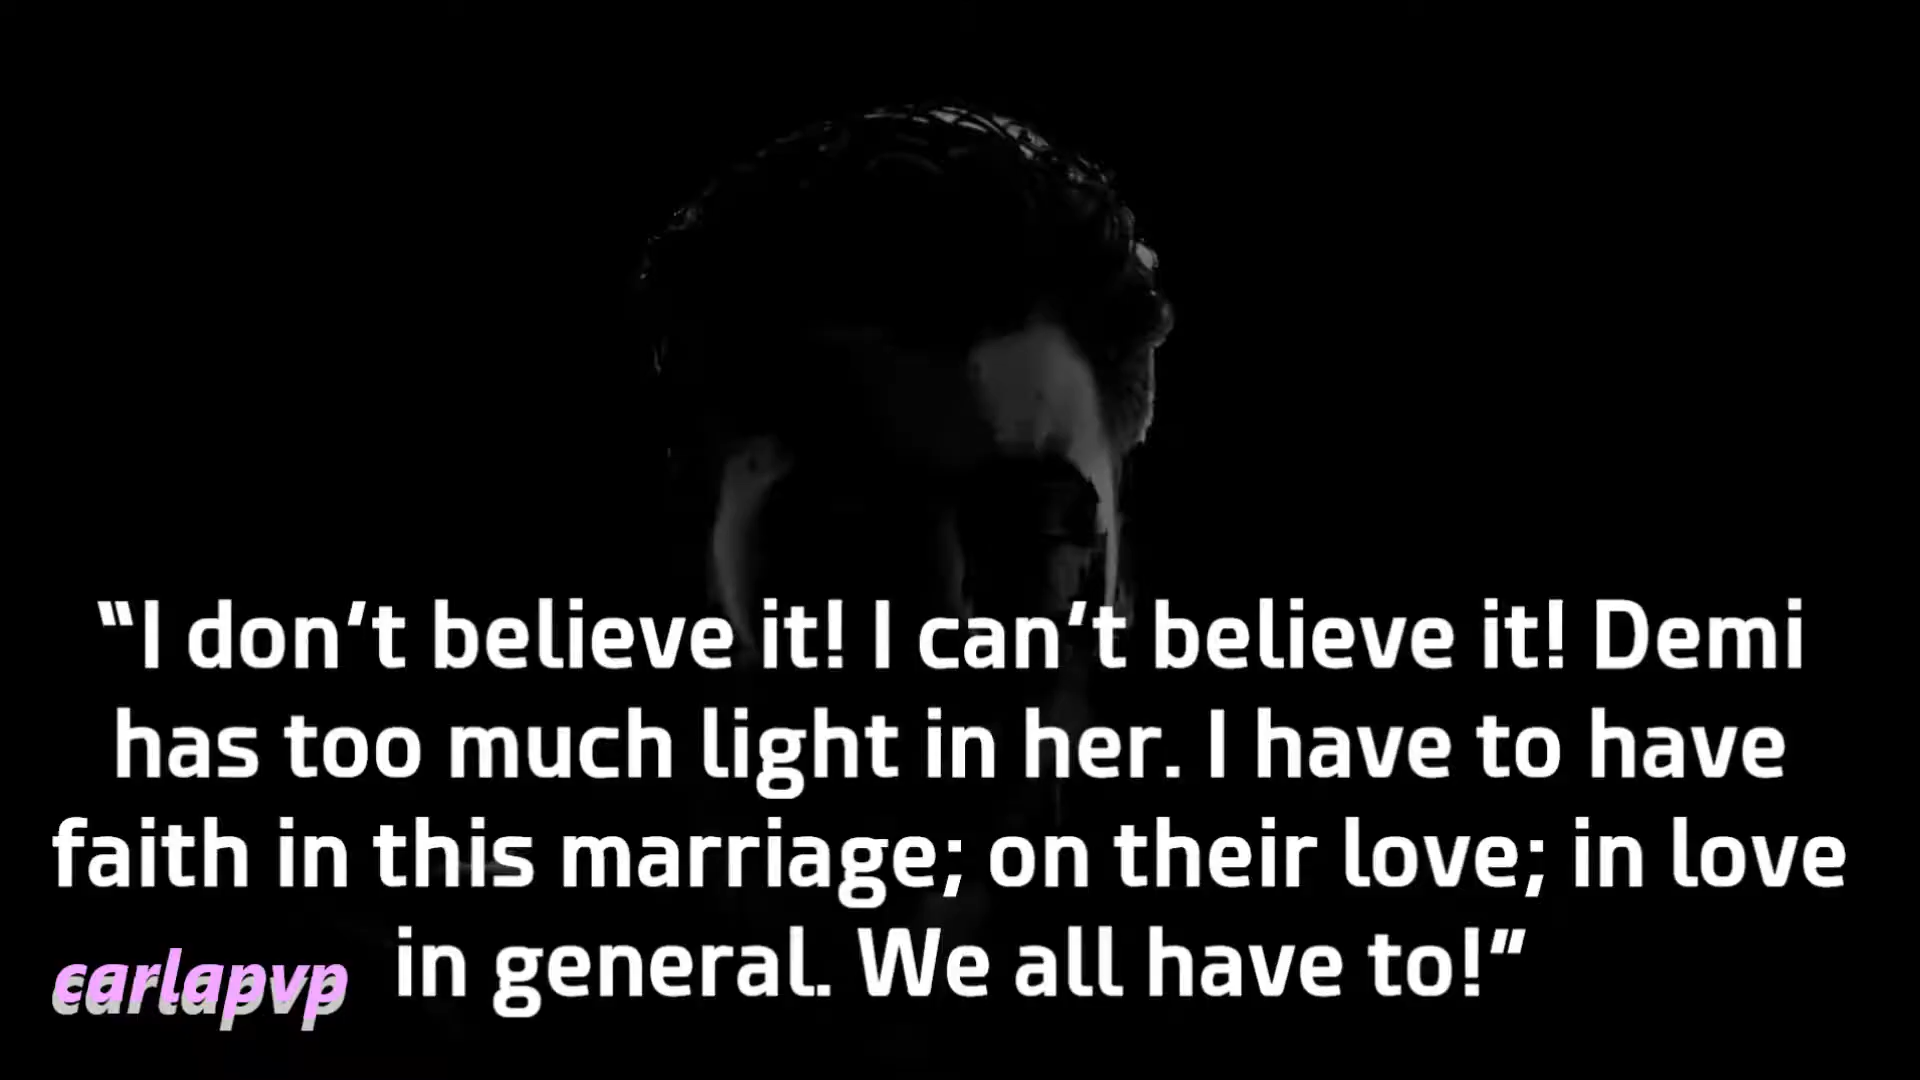 “I don’t believe it! I can’t believe it! Demi
has too much light in her. I have to have
faith in this marriage; on their love; in love
in general. We all have to!”
carlapvp